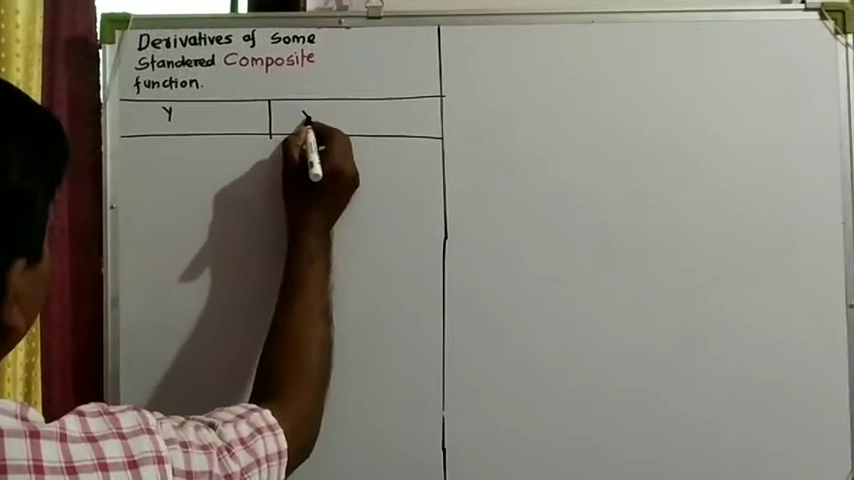 Derivatives of Some
Standered Composite
function.
Y